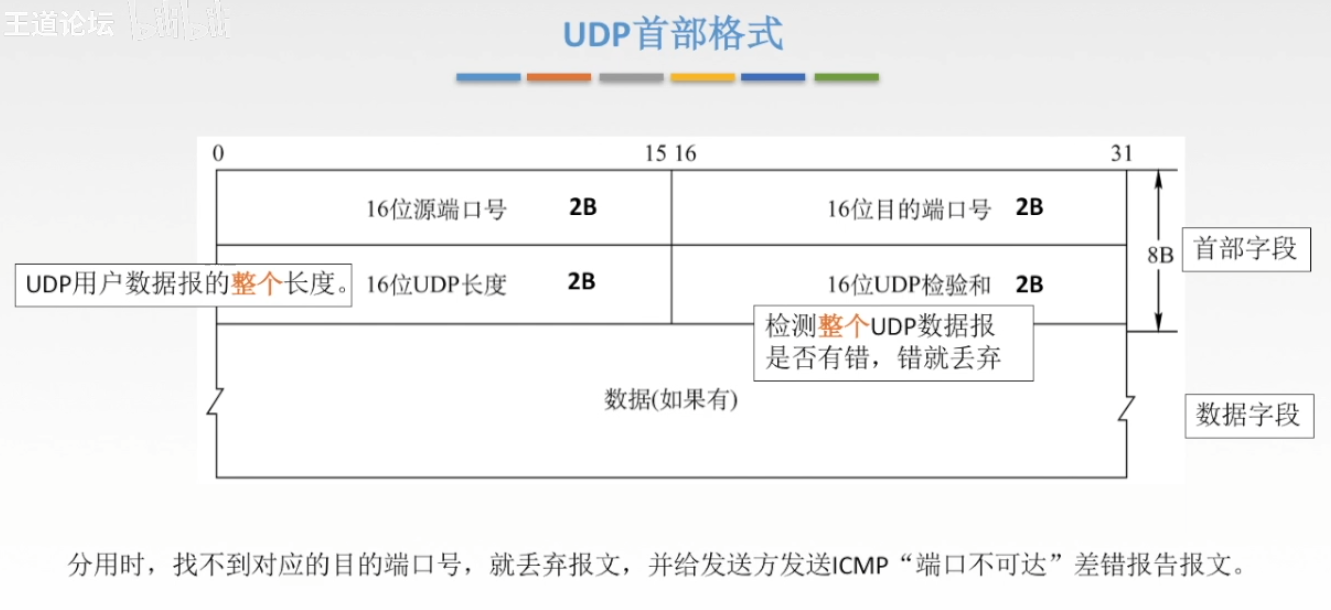 王道论坛 bilibili
UDP首部格式
0 15 16 31
16位源端口号 2B 16位目的端口号 2B
8B 首部字段
UDP用户数据报的整个长度。 16位UDP长度 2B 16位UDP检验和 2B
检测整个UDP数据报
是否有错，错就丢弃
数据(如果有)
数据字段
分用时，找不到对应的目的端口号，就丢弃报文，并给发送方发送ICMP“端口不可达”差错报告报文。